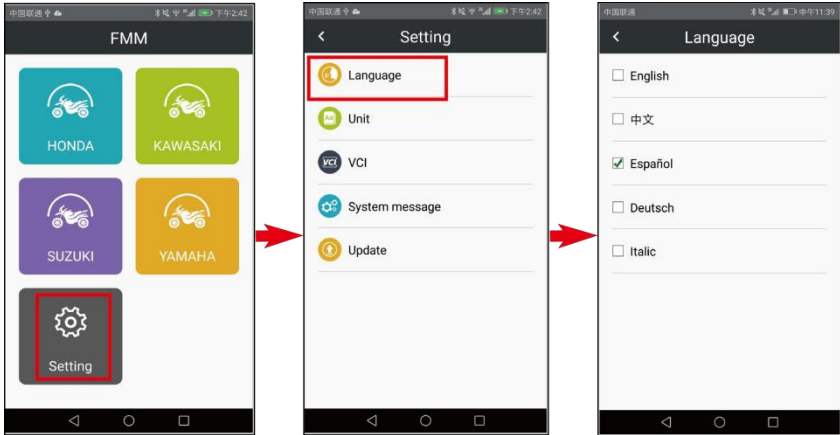 中国联通
下午2:42
FMM
HONDA
KAWASAKI
SUZUKI
YAMAHA
Setting
中国联通
下午2:42
Setting
Language
Unit
VCI
VCI
System message
Update
中国联通
中午11:39
Language
English
中文
Español
Deutsch
Italic